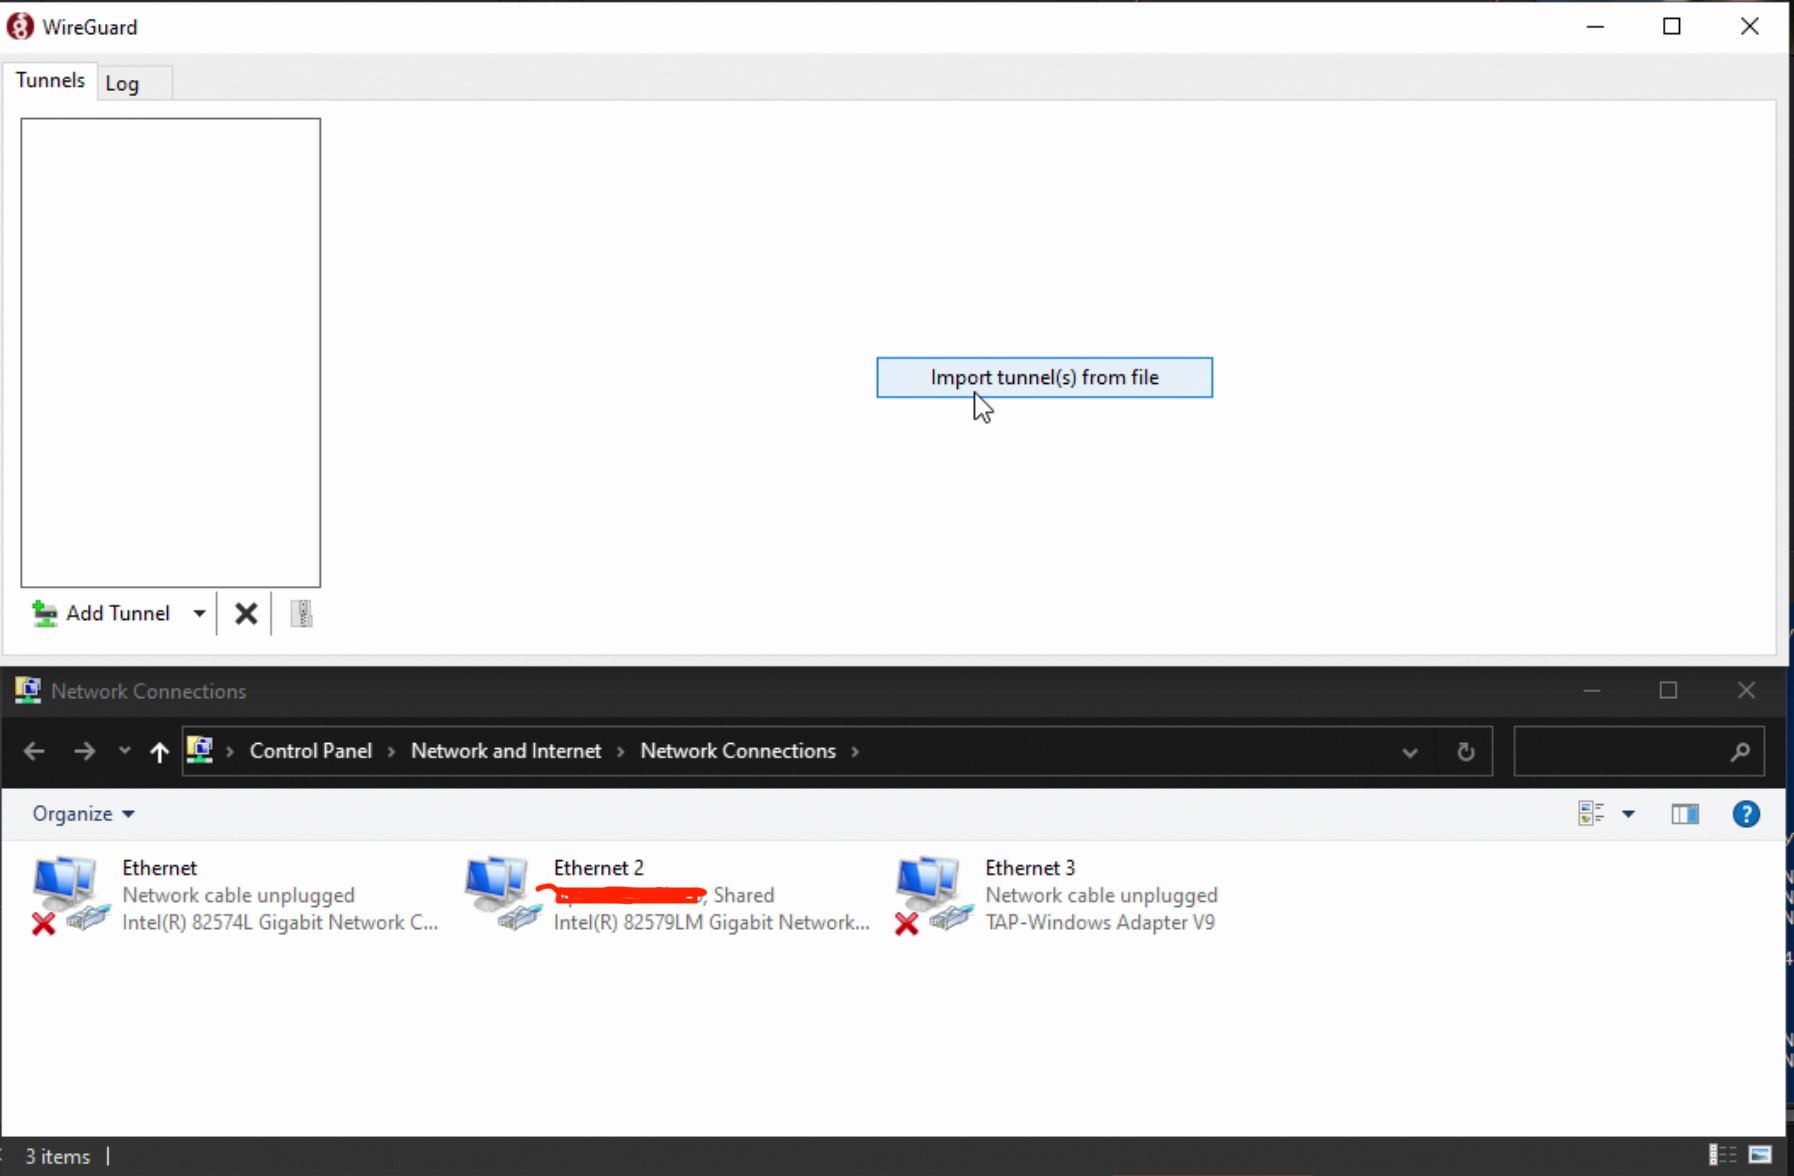 WireGuard
Tunnels
Log
Import tunnel(s) from file
Add Tunnel
Network Connections
Control Panel > Network and Internet > Network Connections >
Organize
Ethernet
Network cable unplugged
Intel(R) 82574L Gigabit Network C...
Ethernet 2
, Shared
Intel(R) 82579LM Gigabit Network...
Ethernet 3
Network cable unplugged
TAP-Windows Adapter V9
3 items